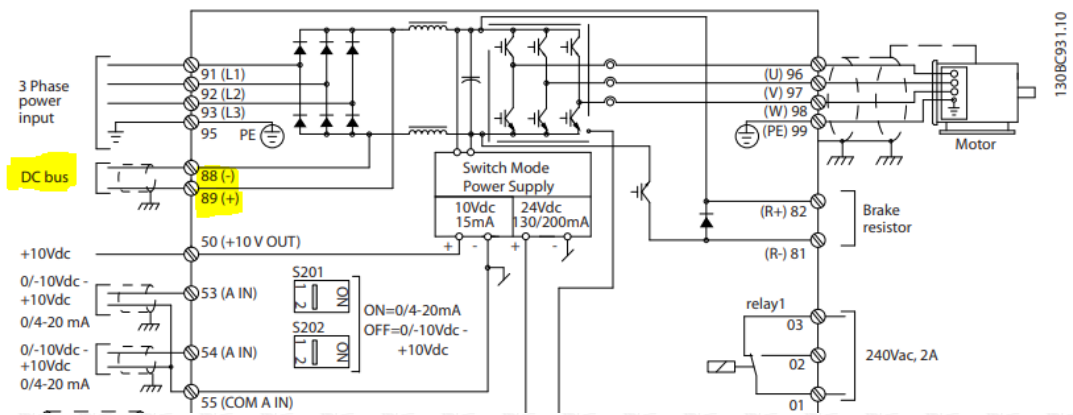 130BC931.10
3 Phase
power
input
91 (L1)
92 (L2)
93 (L3)
95
PE
DC bus
88 (-)
89 (+)
+10Vdc
50 (+10 V OUT)
0/-10Vdc -
+10Vdc
0/4-20 mA
53 (A IN)
0/-10Vdc -
+10Vdc
0/4-20 mA
54 (A IN)
55 (COM A IN)
S201
1
2
ON
S202
1
2
ON
ON=0/4-20mA
OFF=0/-10Vdc -
+10Vdc
Switch Mode
Power Supply
10Vdc
15mA
24Vdc
130/200mA
+ - + -
(U) 96
(V) 97
(W) 98
(PE) 99
Motor
(R+) 82
(R-) 81
Brake
resistor
relay1
03
02
01
240Vac, 2A